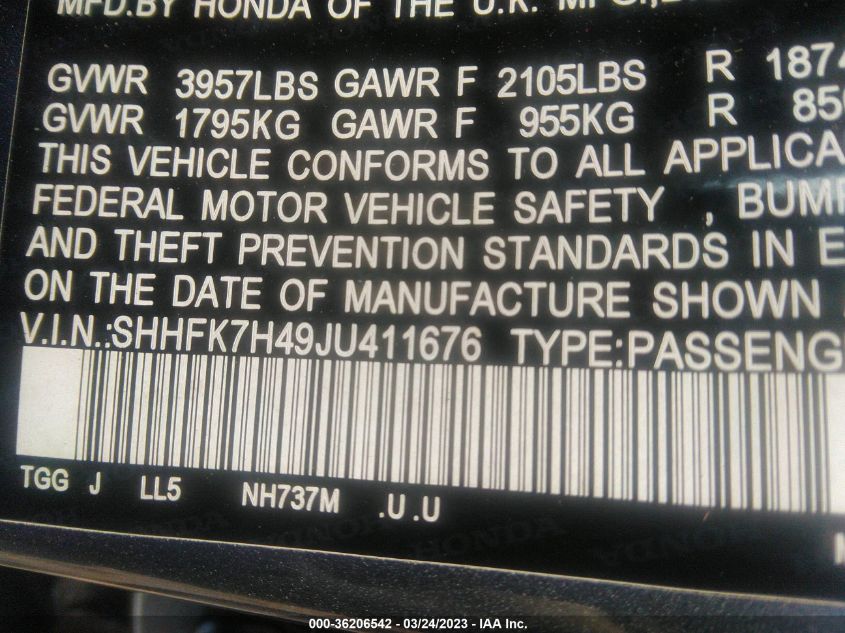 MFD.BY HONDA OF THE U.K. MFG.,
GVWR 3957LBS GAWR F 2105LBS R 1874
GVWR 1795KG GAWR F 955KG R 850
THIS VEHICLE CONFORMS TO ALL APPLICA
FEDERAL MOTOR VEHICLE SAFETY , BUMP
AND THEFT PREVENTION STANDARDS IN E
ON THE DATE OF MANUFACTURE SHOWN
V.I.N.:SHHFK7H49JU411676 TYPE:PASSENG
TGG J LL5 NH737M .U .U
000-36206542 — 03/24/2023 — IAA Inc.